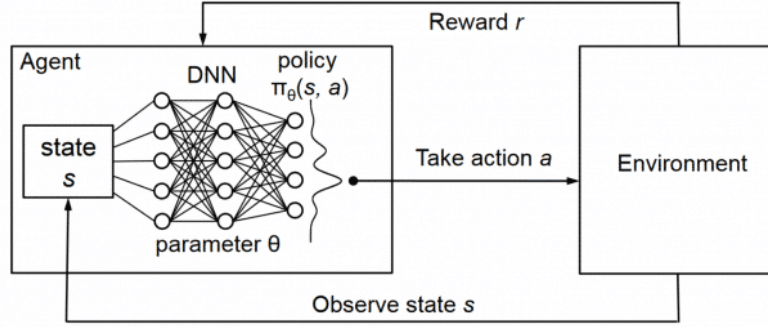 Reward r
Agent
DNN
policy
πθ(s, a)
state
s
Take action a
Environment
parameter θ
Observe state s